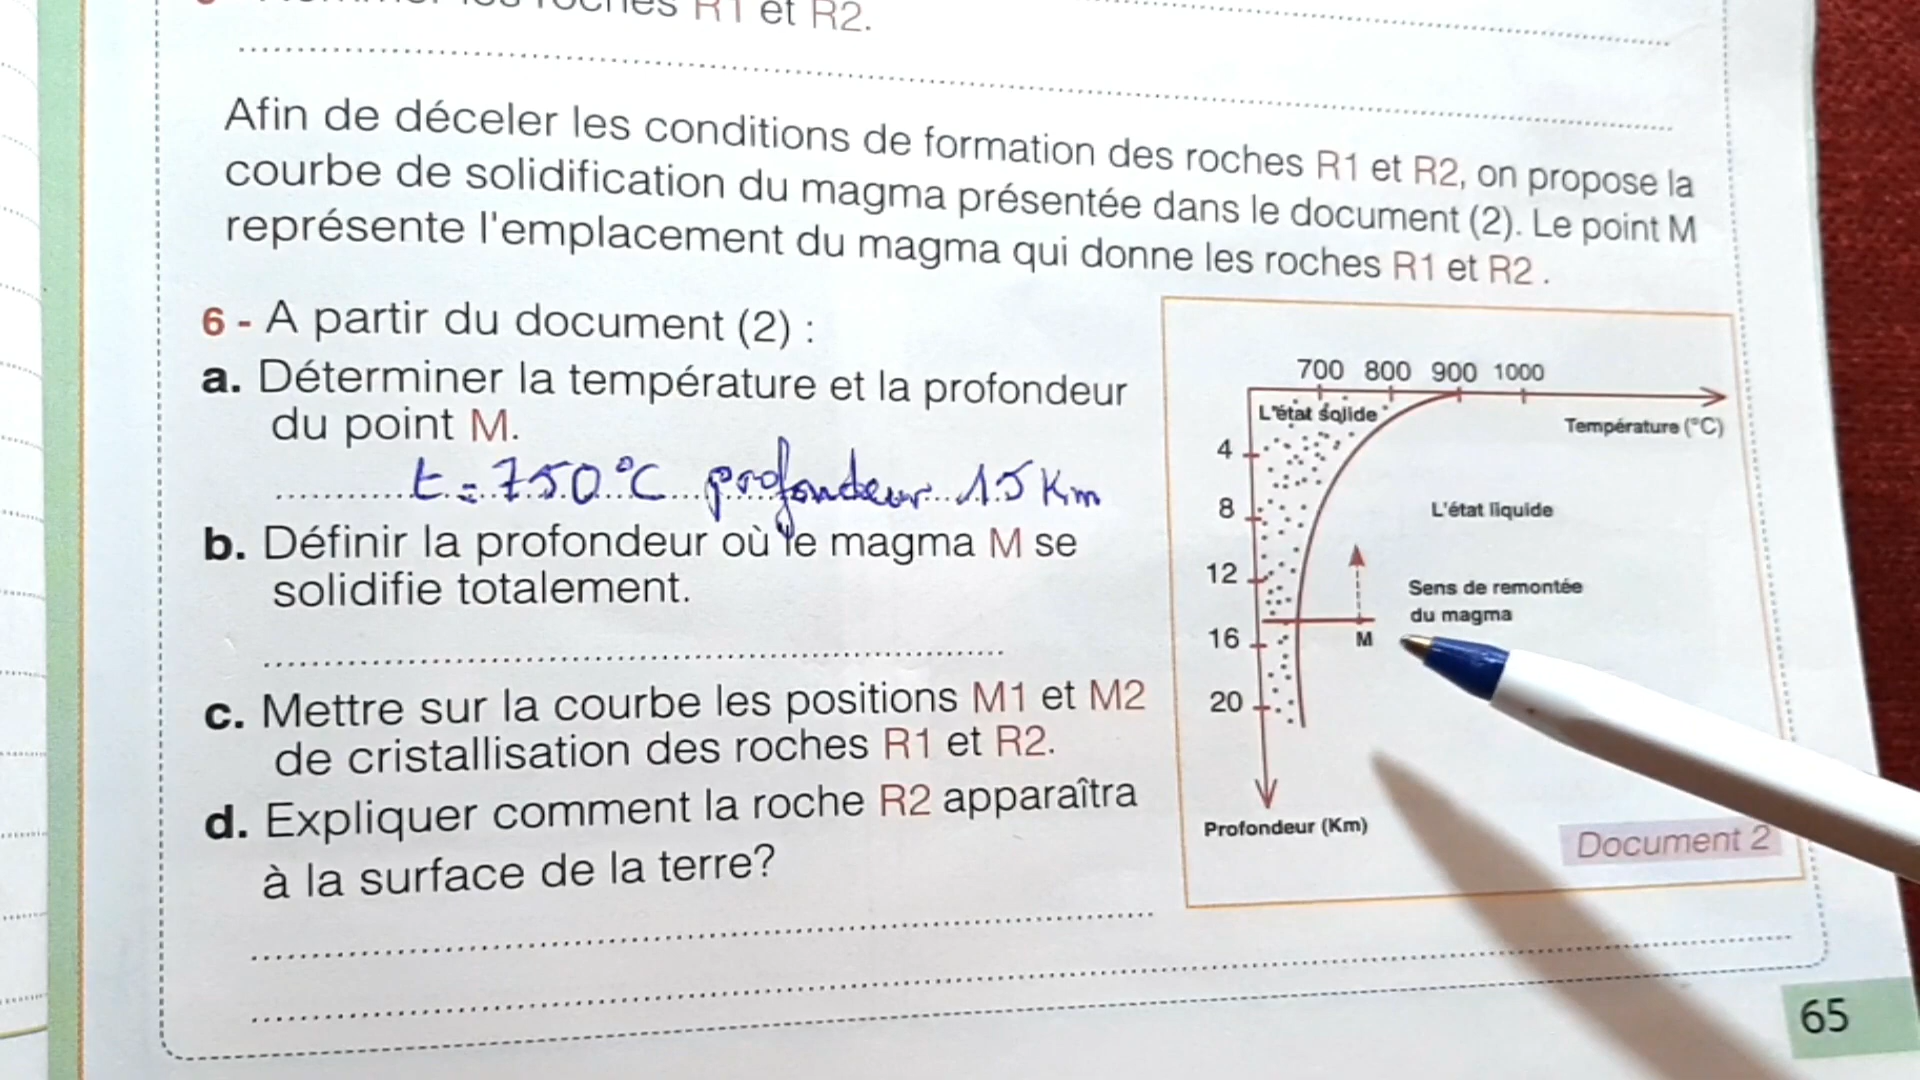 roches R1 et R2.
Afin de déceler les conditions de formation des roches R1 et R2, on propose la
courbe de solidification du magma présentée dans le document (2). Le point M
représente l'emplacement du magma qui donne les roches R1 et R2 .
6 - A partir du document (2) :
a. Déterminer la température et la profondeur
du point M.
t = 750°C profondeur 15 Km
b. Définir la profondeur où le magma M se
solidifie totalement.
c. Mettre sur la courbe les positions M1 et M2
de cristallisation des roches R1 et R2.
d. Expliquer comment la roche R2 apparaîtra
à la surface de la terre?
700 800 900 1000
L'état solide
Température (°C)
4
8
L'état liquide
12
Sens de remontée
du magma
16
M
20
Profondeur (Km)
Document 2
65